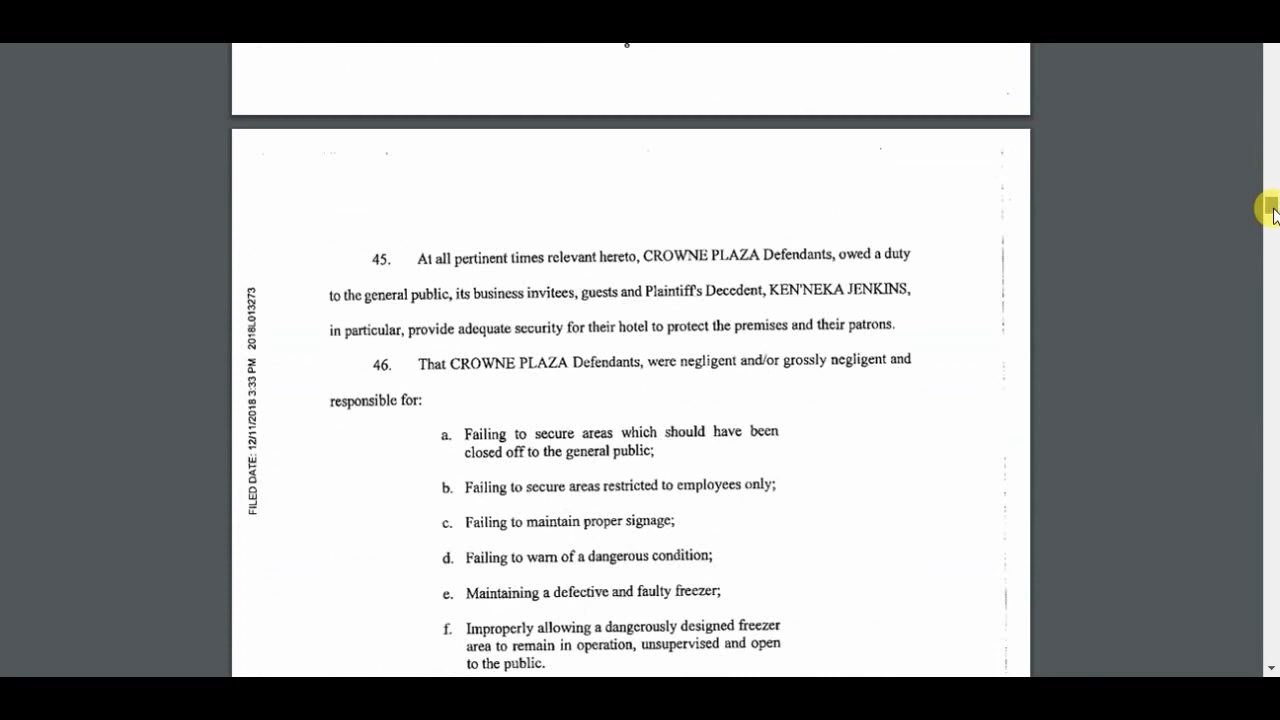 8
45. At all pertinent times relevant hereto, CROWNE PLAZA Defendants, owed a duty
to the general public, its business invitees, guests and Plaintiff's Decedent, KEN'NEKA JENKINS,
in particular, provide adequate security for their hotel to protect the premises and their patrons.
46. That CROWNE PLAZA Defendants, were negligent and/or grossly negligent and
responsible for:
a. Failing to secure areas which should have been
closed off to the general public;
b. Failing to secure areas restricted to employees only;
c. Failing to maintain proper signage;
d. Failing to warn of a dangerous condition;
e. Maintaining a defective and faulty freezer;
f. Improperly allowing a dangerously designed freezer
area to remain in operation, unsupervised and open
to the public.
FILED DATE: 12/11/2018 3:33 PM 2018L013273